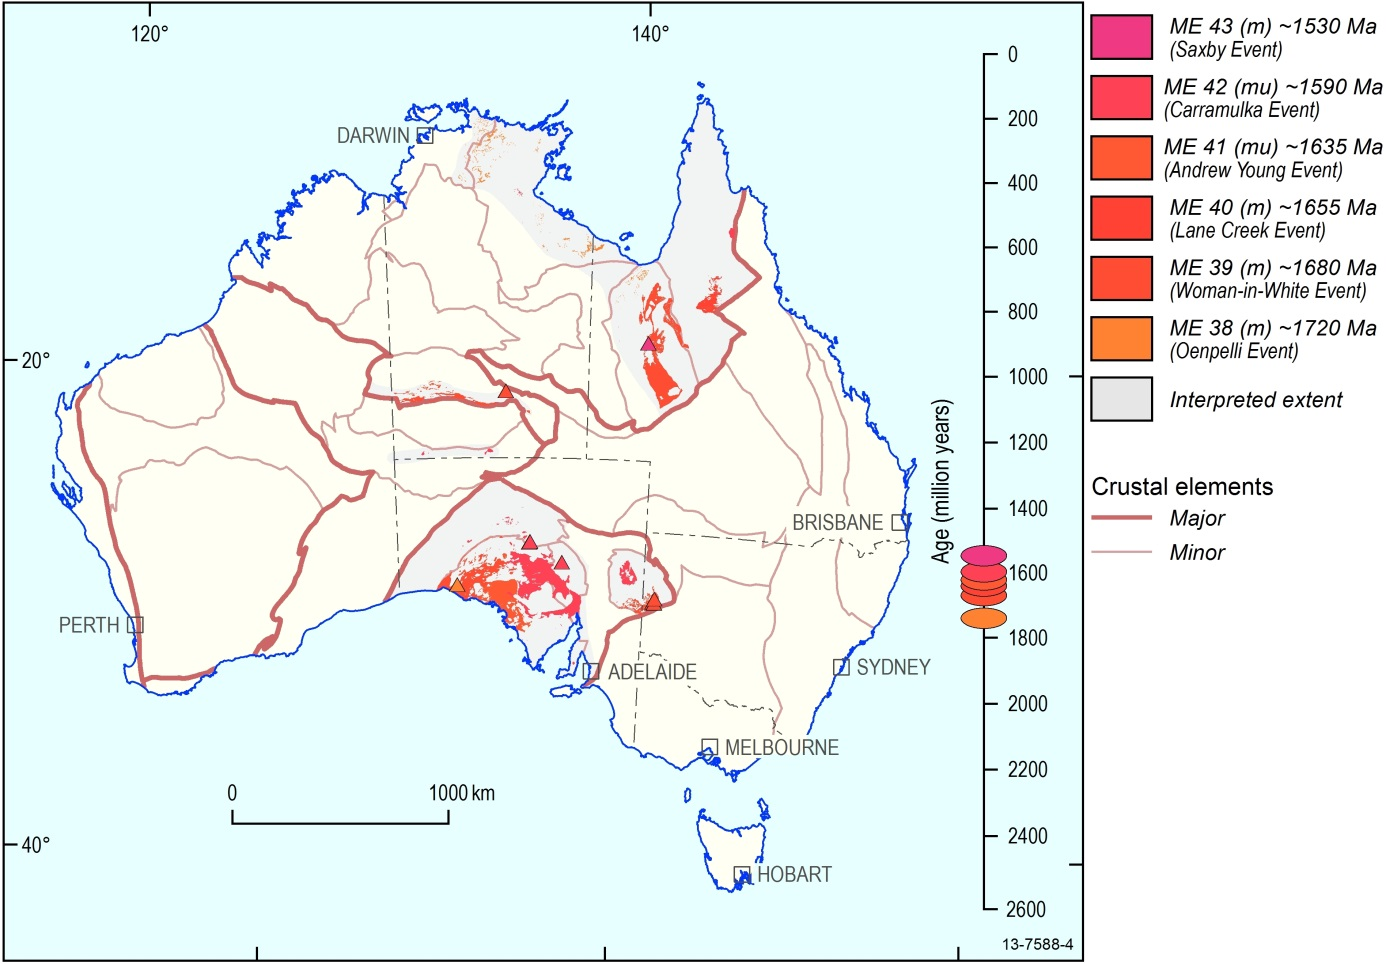 120°
140°
20°
40°
DARWIN
PERTH
ADELAIDE
MELBOURNE
HOBART
SYDNEY
BRISBANE
0
1000 km
Age (million years)
0
200
400
600
800
1000
1200
1400
1600
1800
2000
2200
2400
2600
13-7588-4
ME 43 (m) ~1530 Ma
(Saxby Event)
ME 42 (mu) ~1590 Ma
(Carramulka Event)
ME 41 (mu) ~1635 Ma
(Andrew Young Event)
ME 40 (m) ~1655 Ma
(Lane Creek Event)
ME 39 (m) ~1680 Ma
(Woman-in-White Event)
ME 38 (m) ~1720 Ma
(Oenpelli Event)
Interpreted extent
Crustal elements
Major
Minor